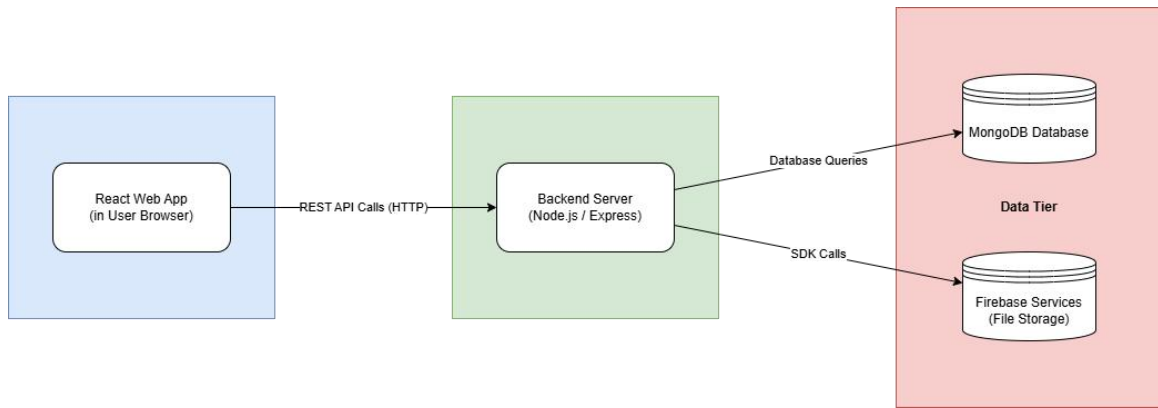 React Web App
(in User Browser)
REST API Calls (HTTP)
Backend Server
(Node.js / Express)
Database Queries
SDK Calls
MongoDB Database
Data Tier
Firebase Services
(File Storage)